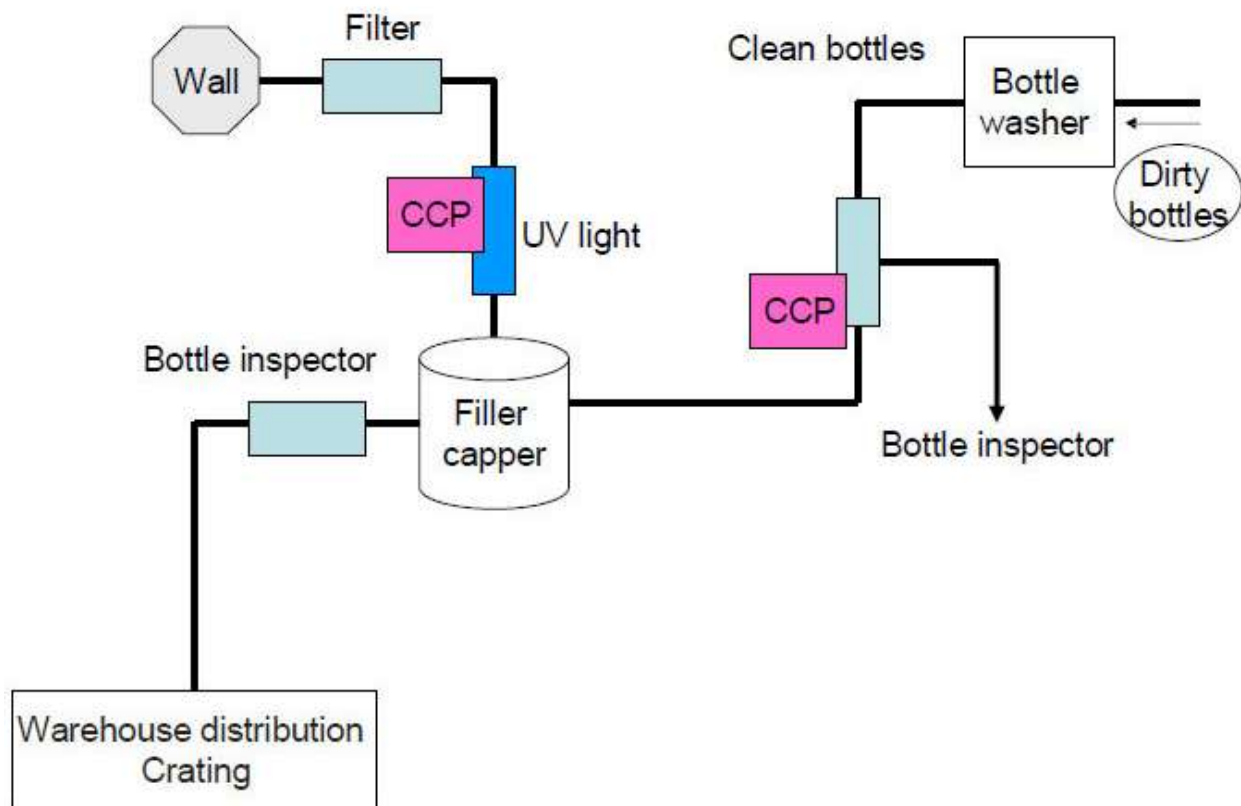 Filter
Wall
Clean bottles
Bottle
washer
Dirty
bottles
CCP
UV light
CCP
Bottle inspector
Filler
capper
Bottle inspector
Warehouse distribution
Crating